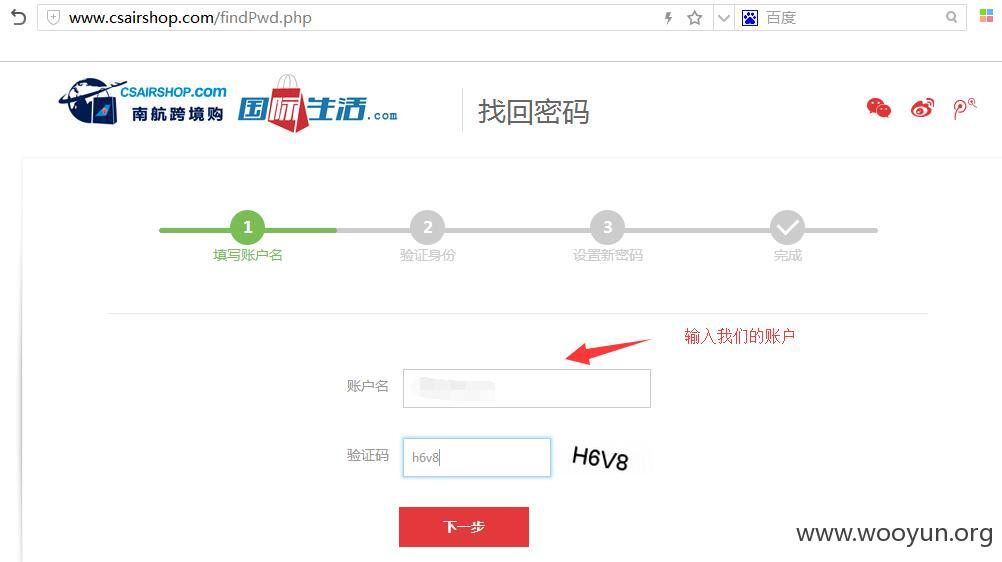 www.csairshop.com/findPwd.php
百度
CSAIRSHOP.com
南航跨境购
国际生活.com
找回密码
1
2
3
填写账户名
验证身份
设置新密码
完成
输入我们的账户
账户名
验证码
h6v8
H6V8
下一步
www.wooyun.org